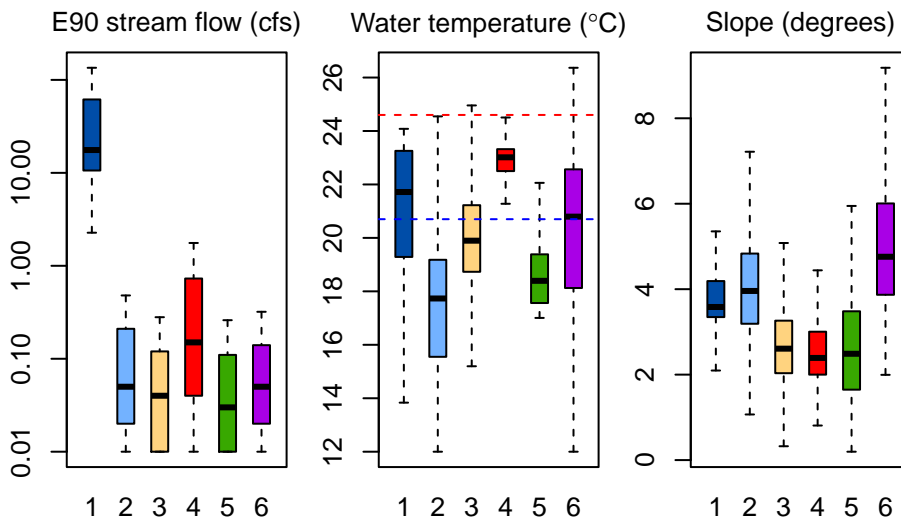 E90 stream flow (cfs)
0.01 0.10 1.00 10.00
1 2 3 4 5 6
Water temperature (°C)
12 14 16 18 20 22 24 26
1 2 3 4 5 6
Slope (degrees)
0 2 4 6 8
1 2 3 4 5 6